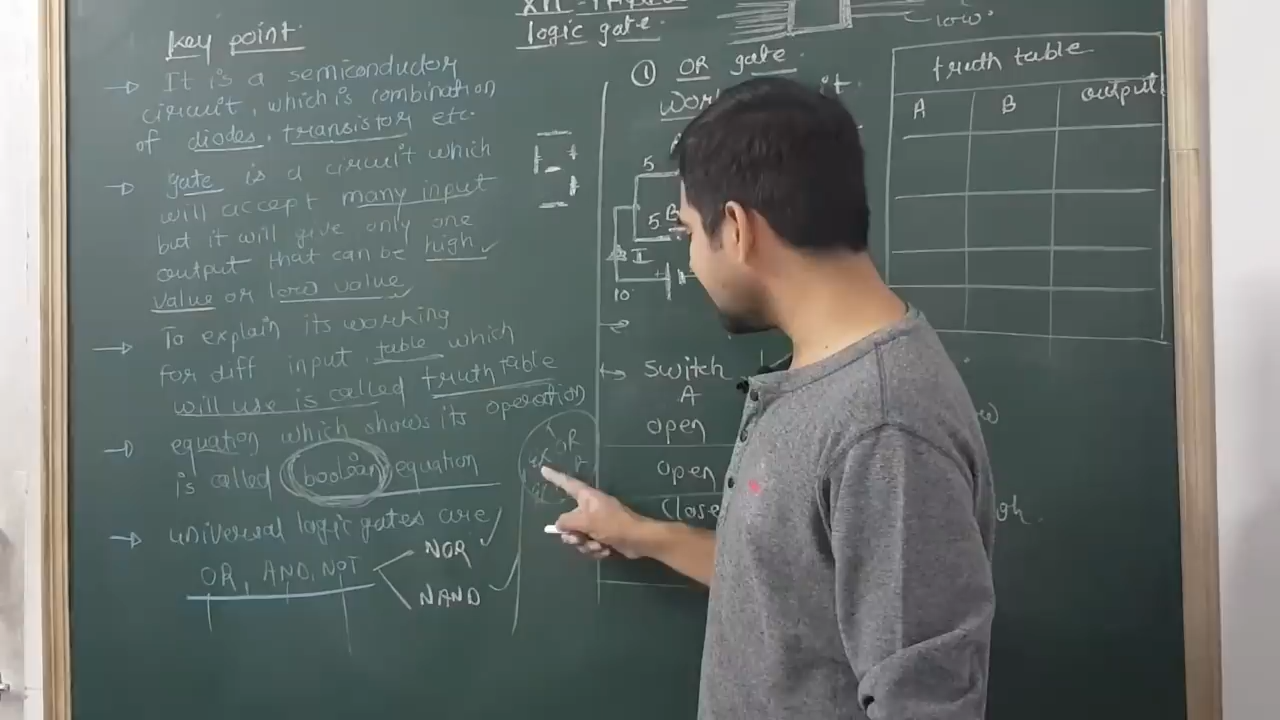 key point.
→ It is a semiconductor
circuit, which is combination
of diodes, transistor etc.
→ gate is a circuit which
will accept many input
but it will give only one
output that can be high
value or low value
→ To explain its working
for diff input, table which
will use is called truth table
→ equation which shows its operation
is called boolean equation
→ universal logic gates are
OR, AND, NOT
NOR
NAND
OR
logic gate.
low.
① OR gate
5
5 B
I
10
switch
A
open
open
Close
truth table
A B output